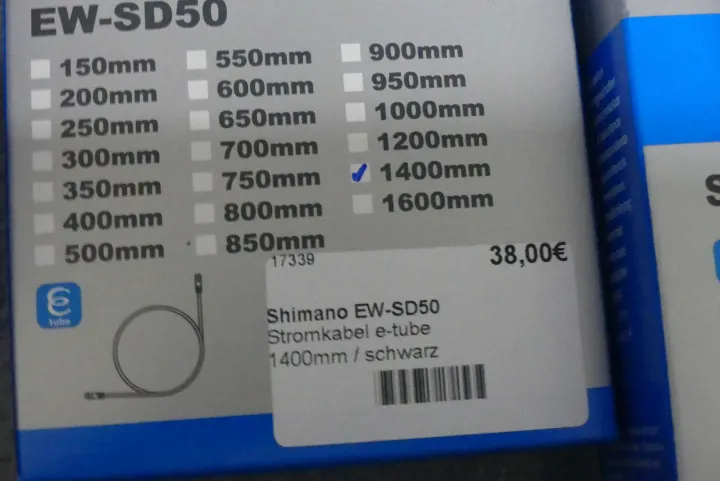 EW-SD50
150mm
200mm
250mm
300mm
350mm
400mm
500mm
550mm
600mm
650mm
700mm
750mm
800mm
850mm
900mm
950mm
1000mm
1200mm
1400mm
1600mm
e
tube
17339
38,00€
Shimano EW-SD50
Stromkabel e-tube
1400mm / schwarz
S